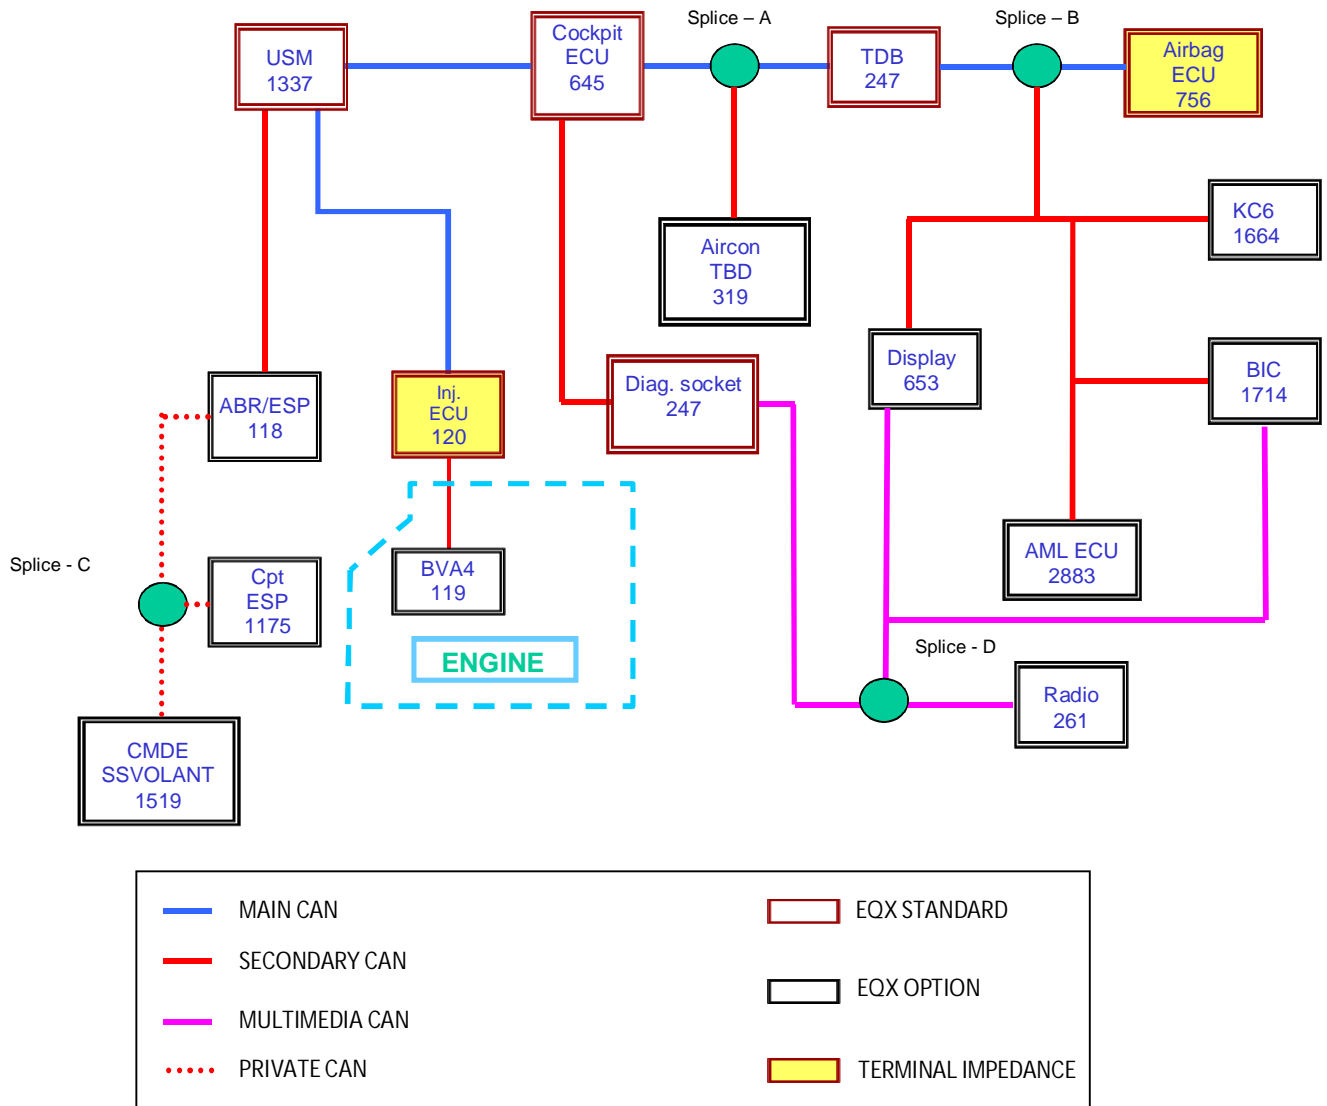 Splice – A
Splice – B
USM
1337
Cockpit
ECU
645
TDB
247
Airbag
ECU
756
KC6
1664
Aircon
TBD
319
Display
653
BIC
1714
Diag. socket
247
ABR/ESP
118
Inj.
ECU
120
AML ECU
2883
BVA4
119
Splice - C
Cpt
ESP
1175
ENGINE
Splice - D
Radio
261
CMDE
SSVOLANT
1519
MAIN CAN
SECONDARY CAN
MULTIMEDIA CAN
PRIVATE CAN
EQX STANDARD
EQX OPTION
TERMINAL IMPEDANCE